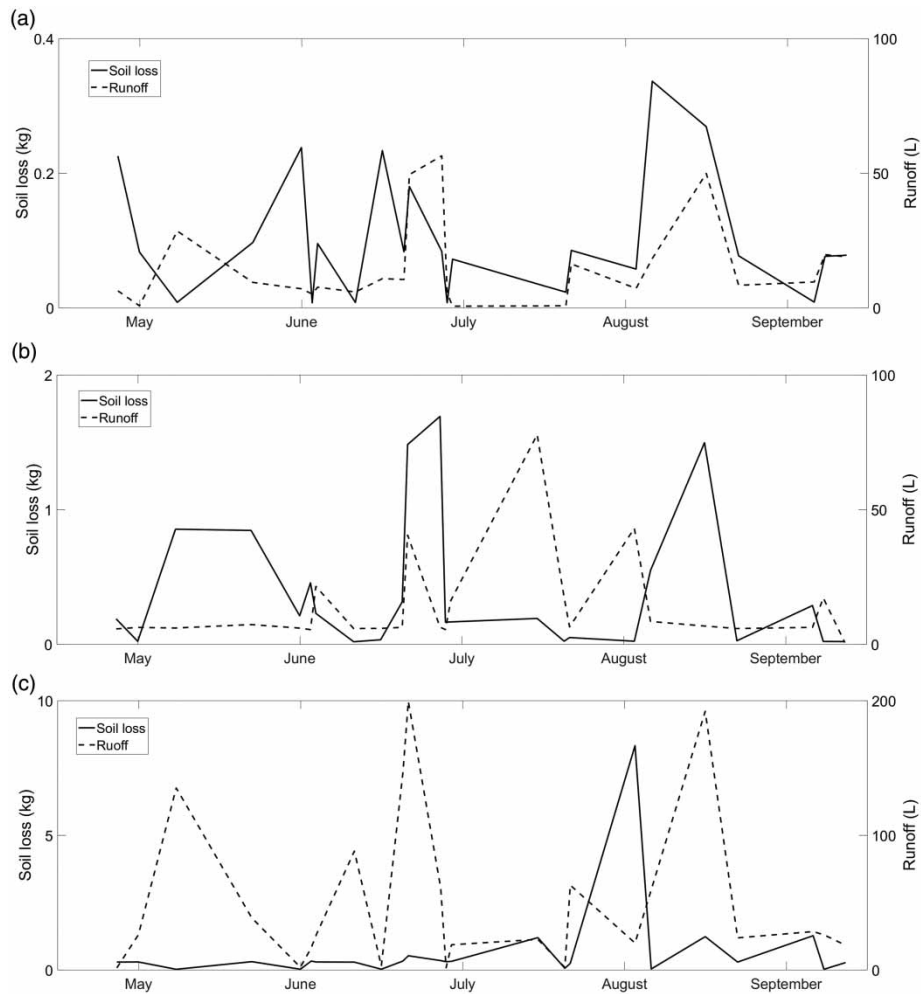 (a)
0.4
100
Soil loss
Runoff
Soil loss (kg)
0.2
50
Runoff (L)
0
0
May June July August September
(b)
2
100
Soil loss
Runoff
Soil loss (kg)
1
50
Runoff (L)
0
0
May June July August September
(c)
10
200
Soil loss
Ruoff
Soil loss (kg)
5
100
Runoff (L)
0
0
May June July August September